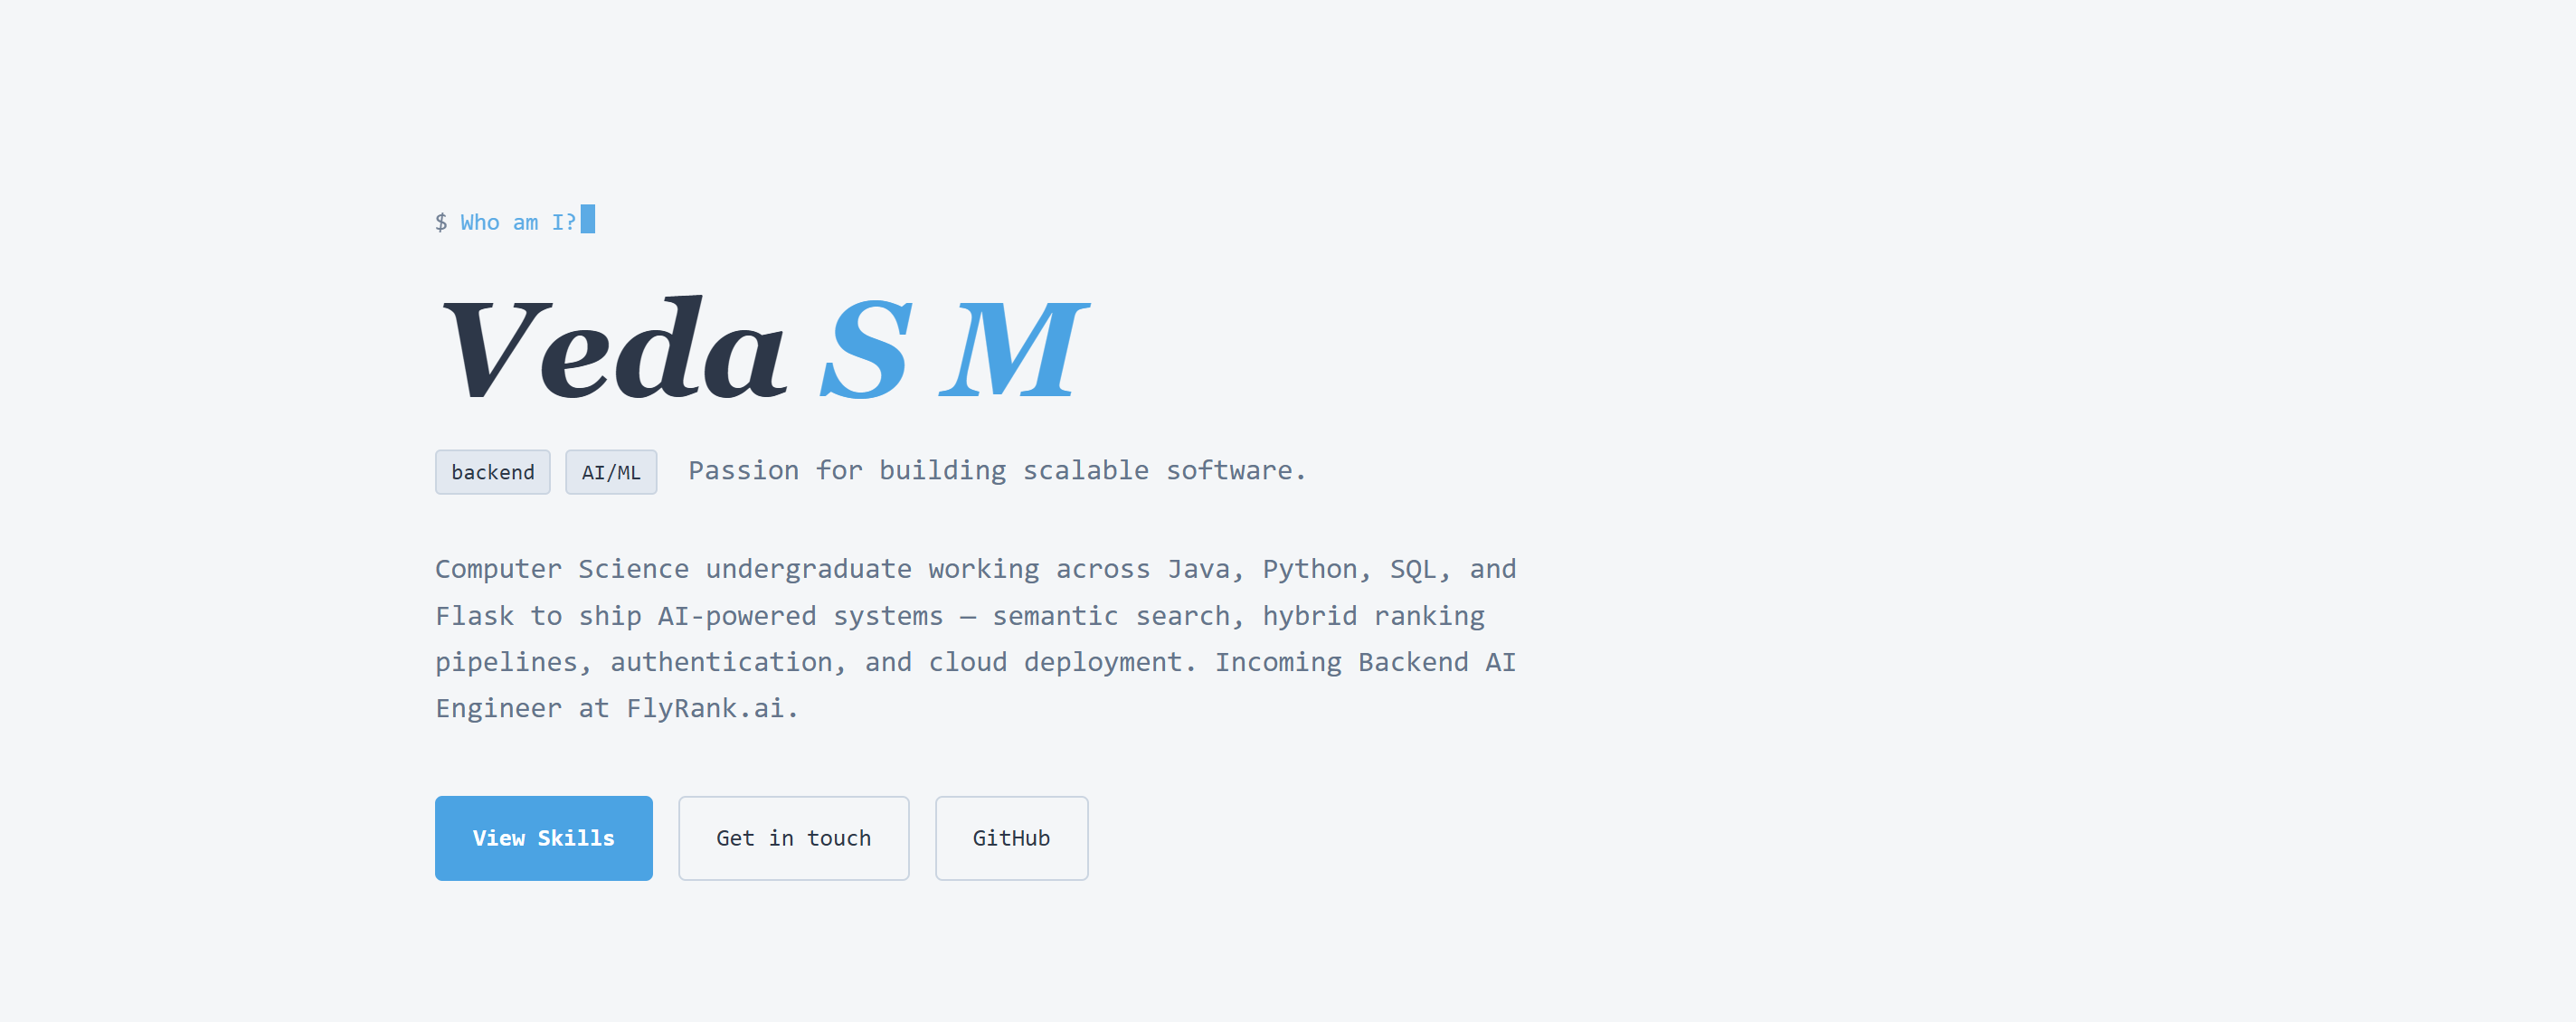 $ Who am I?
Veda S M
backend AI/ML Passion for building scalable software.
Computer Science undergraduate working across Java, Python, SQL, and
Flask to ship AI-powered systems — semantic search, hybrid ranking
pipelines, authentication, and cloud deployment. Incoming Backend AI
Engineer at FlyRank.ai.
View Skills Get in touch GitHub